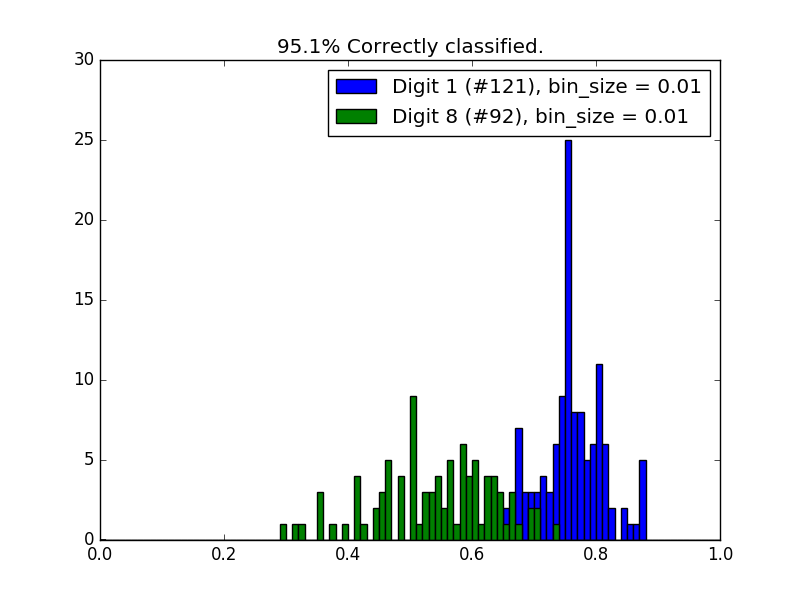 95.1% Correctly classified.
30
25
20
15
10
5
0
Digit 1 (#121), bin_size = 0.01
Digit 8 (#92), bin_size = 0.01
0.0 0.2 0.4 0.6 0.8 1.0